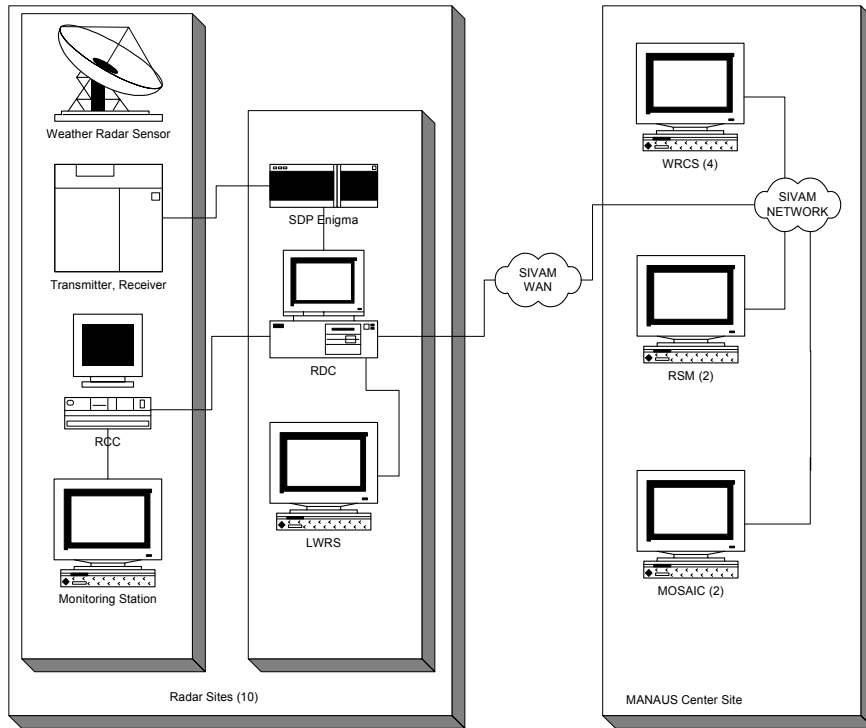 Weather Radar Sensor
Transmitter, Receiver
RCC
Monitoring Station
SDP Enigma
RDC
LWRS
Radar Sites (10)
SIVAM
WAN
WRCS (4)
SIVAM
NETWORK
RSM (2)
MOSAIC (2)
MANAUS Center Site